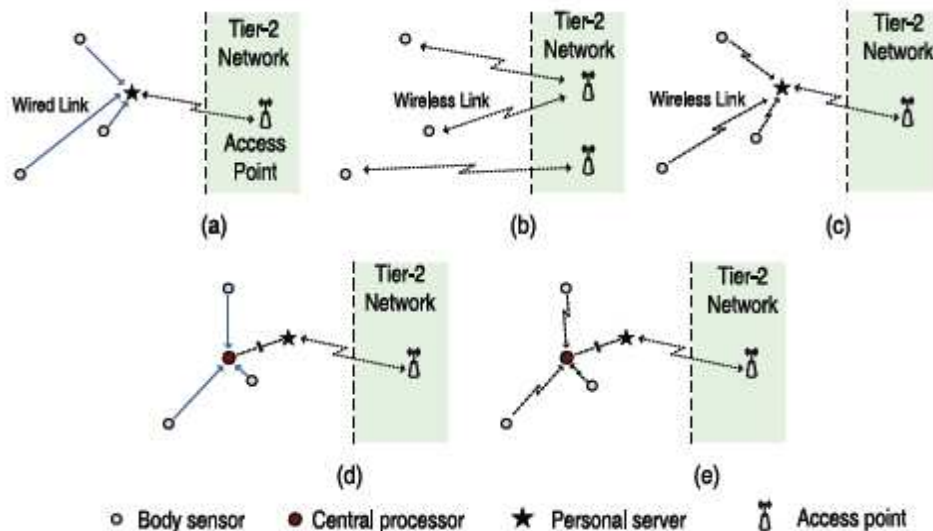 Tier-2
Network
Wired Link
Access
Point
(a)
Tier-2
Network
Wireless Link
(b)
Tier-2
Network
Wireless Link
(c)
Tier-2
Network
(d)
Tier-2
Network
(e)
Body sensor
Central processor
Personal server
Access point